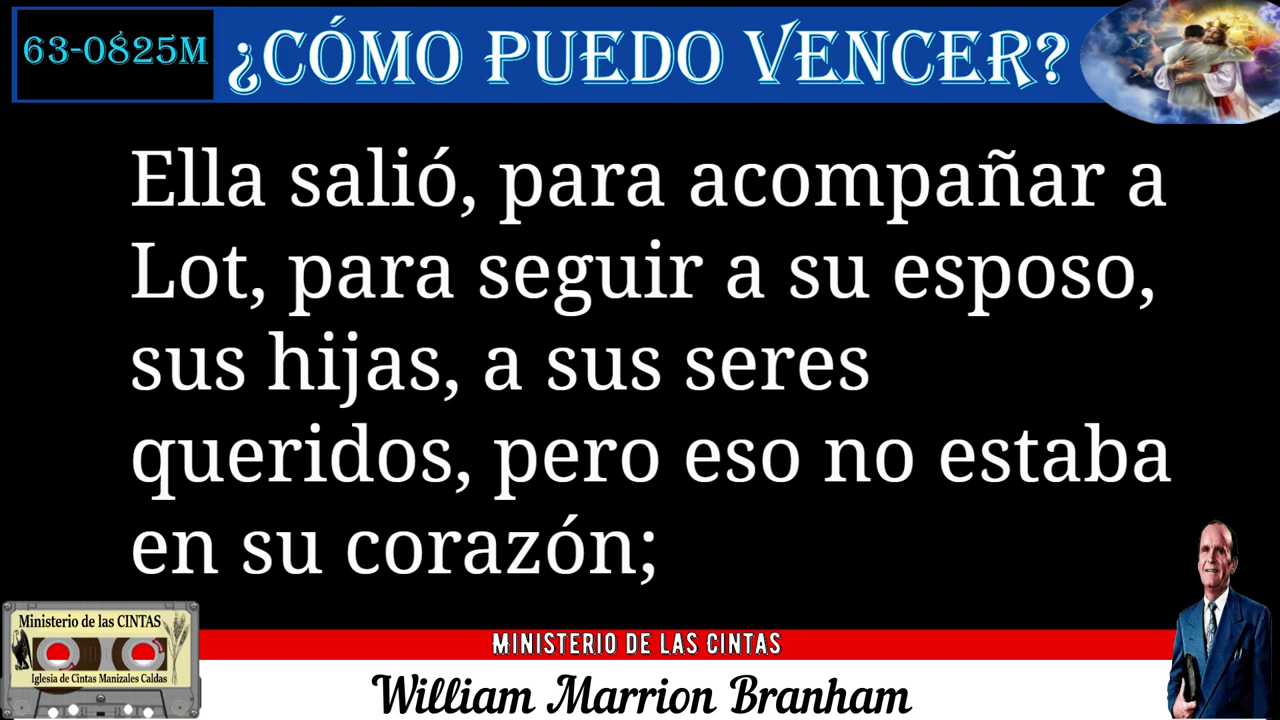 63-0825M
¿CÓMO PUEDO VENCER?
Ella salió, para acompañar a
Lot, para seguir a su esposo,
sus hijas, a sus seres
queridos, pero eso no estaba
en su corazón;
Ministerio de las CINTAS
Iglesia de Cintas Manizales Caldas
MINISTERIO DE LAS CINTAS
William Marrion Branham